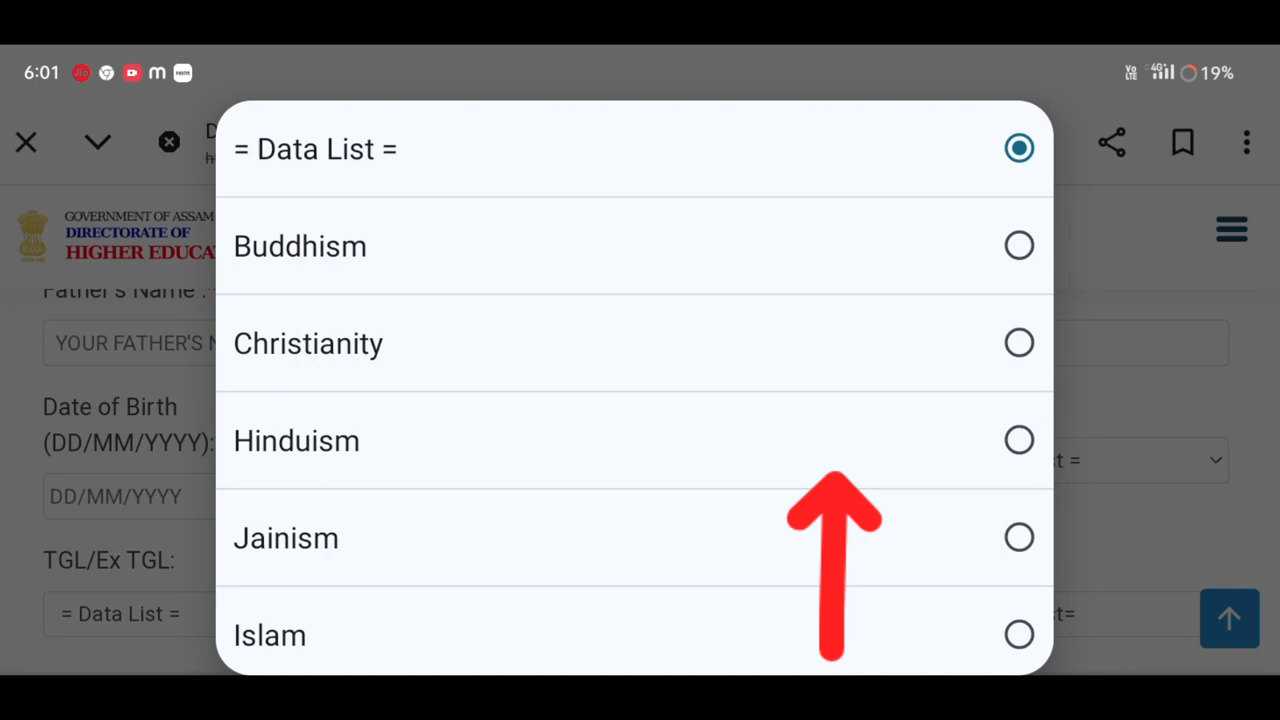 6:01
19%
= Data List =
GOVERNMENT OF ASSAM
DIRECTORATE OF
HIGHER EDUCA
Buddhism
Father's Name :*
YOUR FATHER'S N
Christianity
Date of Birth
(DD/MM/YYYY):
DD/MM/YYYY
Hinduism
TGL/Ex TGL:
= Data List =
Jainism
Islam